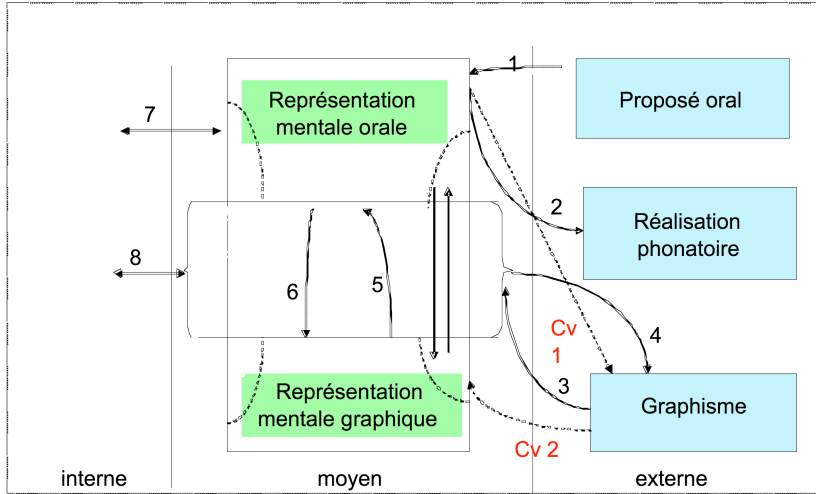 1
Représentation
mentale orale
Proposé oral
7
2
Réalisation
phonatoire
8
6
5
Cv
1
4
3
Représentation
mentale graphique
Graphisme
Cv 2
interne
moyen
externe